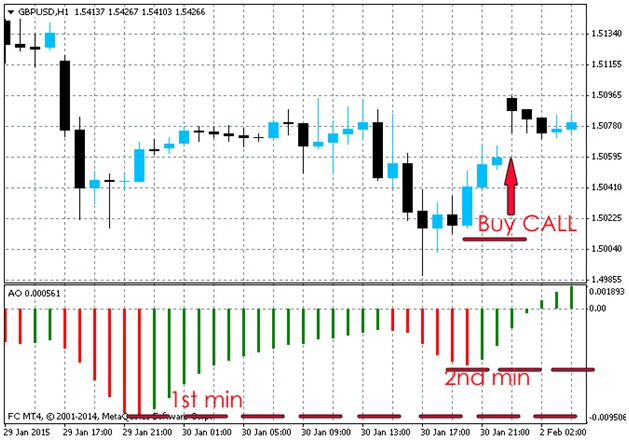 GBPUSD,H1 1.54137 1.54267 1.54103 1.54266
1.51340
1.51155
1.50965
1.50780
1.50595
1.50410
1.50225
1.50040
1.49855
Buy CALL
AO 0.000561
0.001893
0.00
-0.009506
1st min
2nd min
FC MT4, © 2001-2014, MetaQuotes Software Corp.
29 Jan 2015
29 Jan 17:00
29 Jan 21:00
30 Jan 01:00
30 Jan 05:00
30 Jan 09:00
30 Jan 13:00
30 Jan 17:00
30 Jan 21:00
2 Feb 02:00